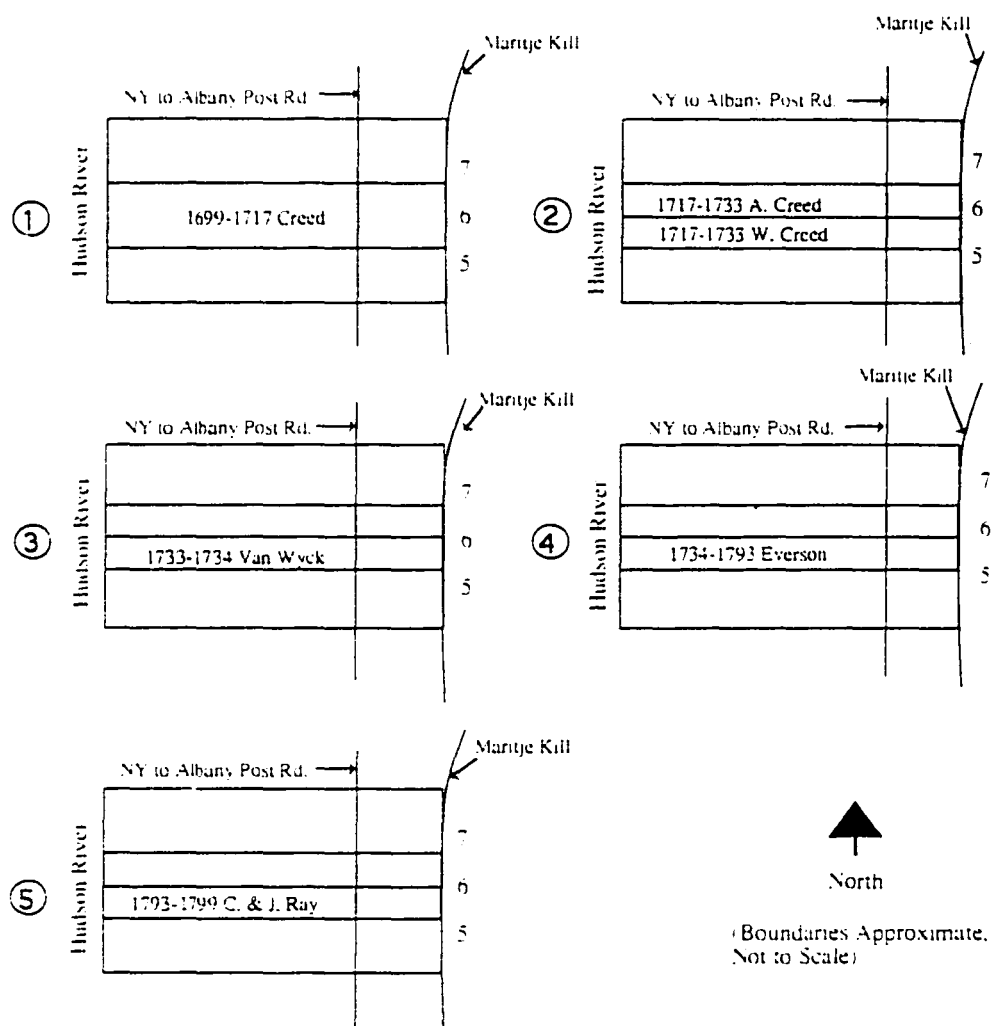 Maritje Kill
NY to Albany Post Rd.
Hudson River
①
1699-1717 Creed
7
6
5
Maritje Kill
NY to Albany Post Rd.
Hudson River
②
1717-1733 A. Creed
1717-1733 W. Creed
7
6
5
Maritje Kill
NY to Albany Post Rd.
Hudson River
③
1733-1734 Van Wyck
7
6
5
Maritje Kill
NY to Albany Post Rd.
Hudson River
④
1734-1793 Everson
7
6
5
Maritje Kill
NY to Albany Post Rd.
Hudson River
⑤
1793-1799 C. & J. Ray
7
6
5
North
(Boundaries Approximate,
Not to Scale)